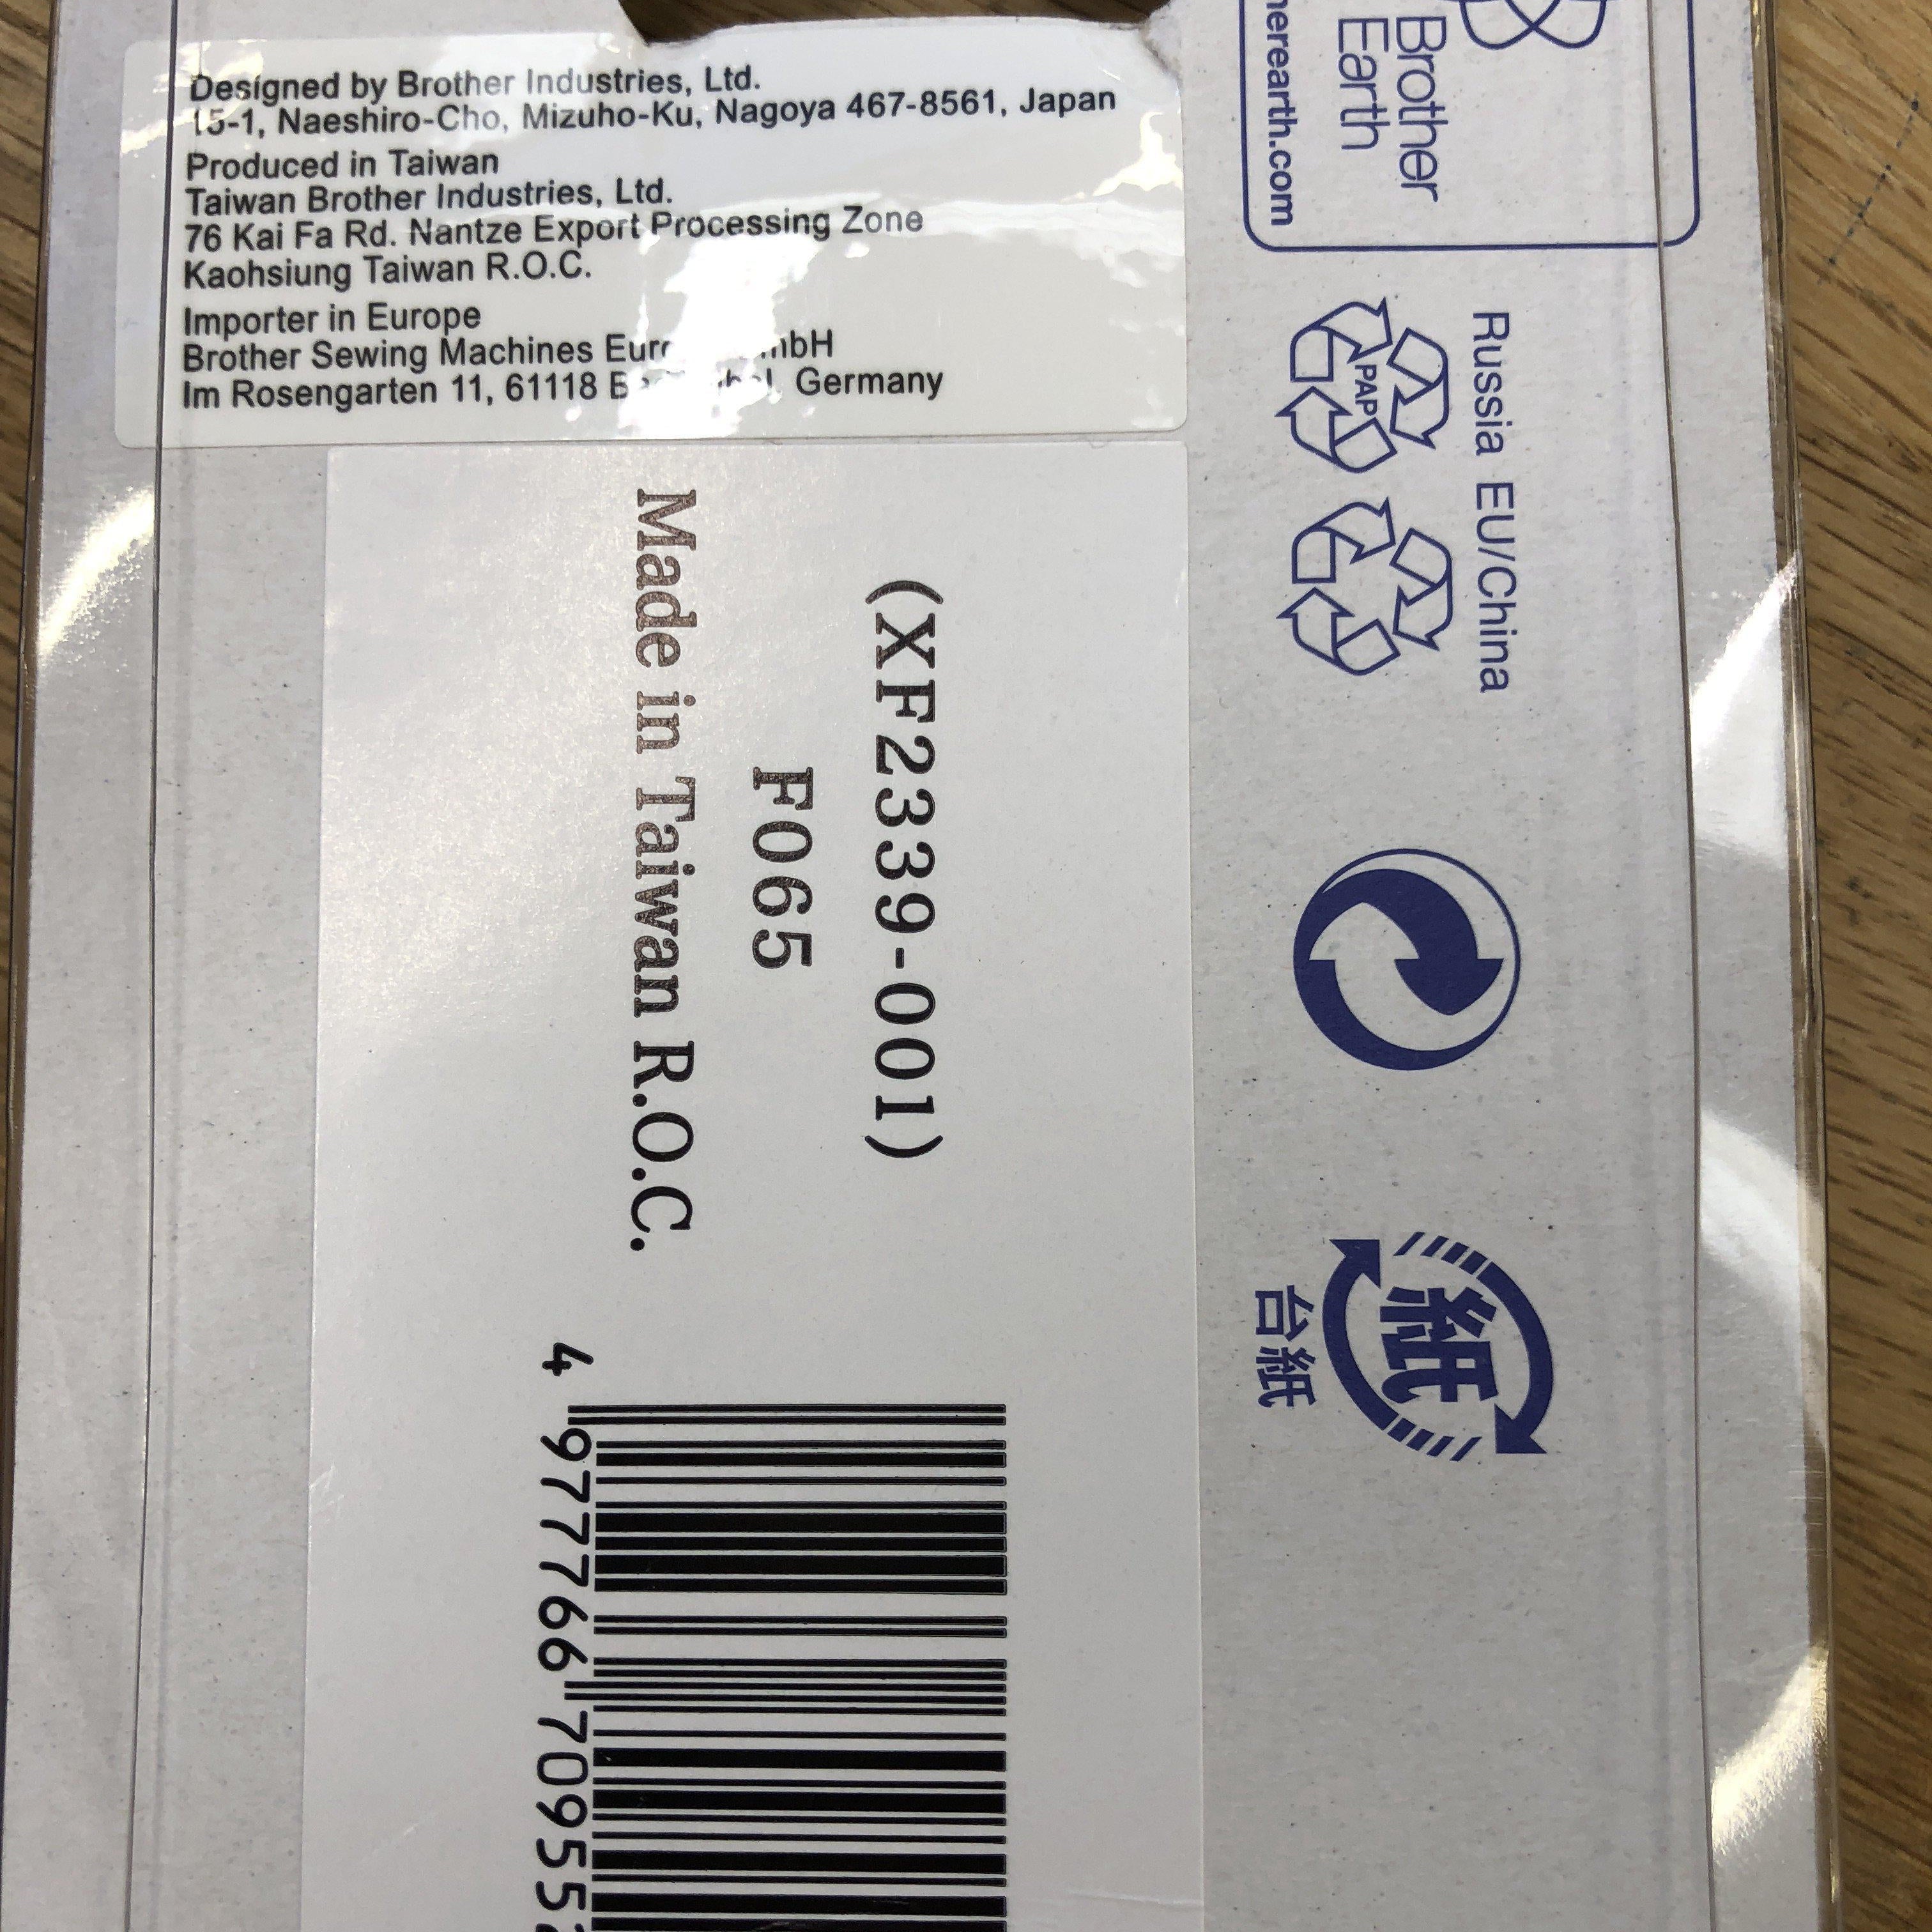 Designed by Brother Industries, Ltd.
15-1, Naeshiro-Cho, Mizuho-Ku, Nagoya 467-8561, Japan
Produced in Taiwan
Taiwan Brother Industries, Ltd.
76 Kai Fa Rd. Nantze Export Processing Zone
Kaohsiung Taiwan R.O.C.
Importer in Europe
Brother Sewing Machines
Im Rosengarten 11, 61118 Germany
Brother
Earth
Russia EU/China
PAP
紙
台紙
(XF2339-001)
F065
Made in Taiwan R.O.C.
4 977766 70955